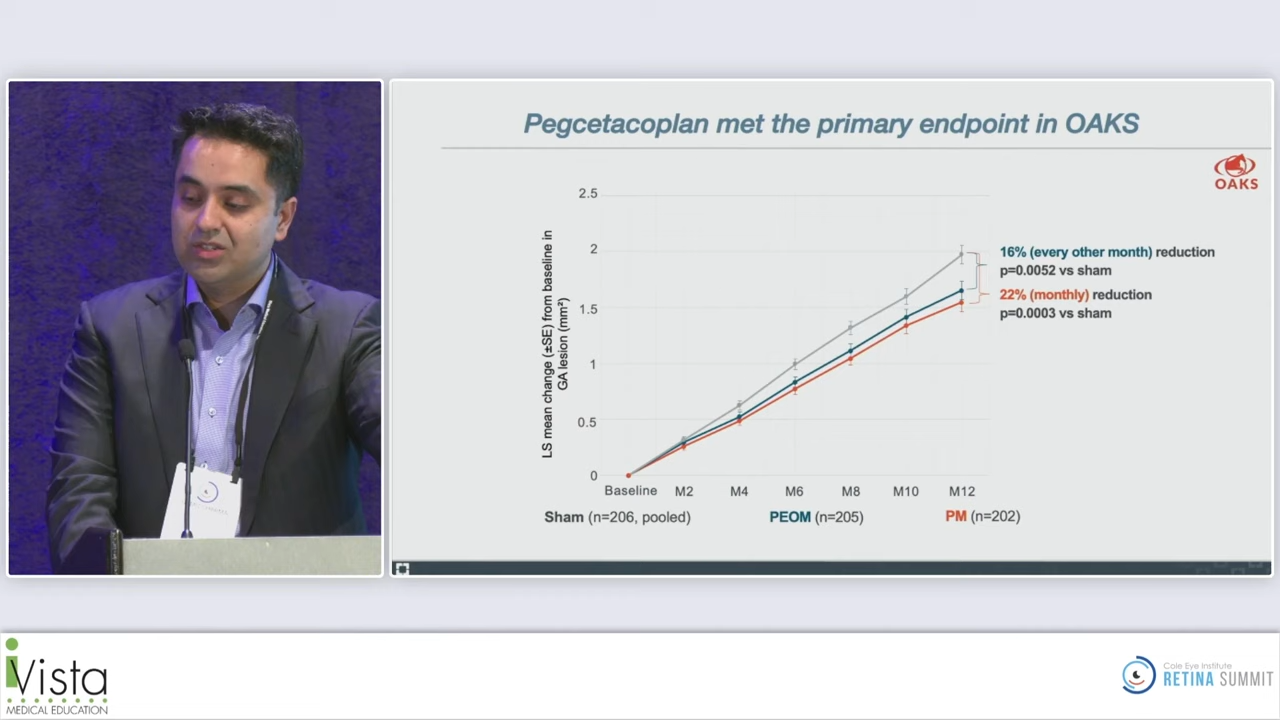 Pegcetacoplan met the primary endpoint in OAKS
OAKS
2.5
2
1.5
1
0.5
0
LS mean change (±SE) from baseline in
GA lesion (mm²)
16% (every other month) reduction
p=0.0052 vs sham
22% (monthly) reduction
p=0.0003 vs sham
Baseline M2 M4 M6 M8 M10 M12
Sham (n=206, pooled) PEOM (n=205) PM (n=202)
iVista
MEDICAL EDUCATION
Cole Eye Institute
RETINA SUMMIT